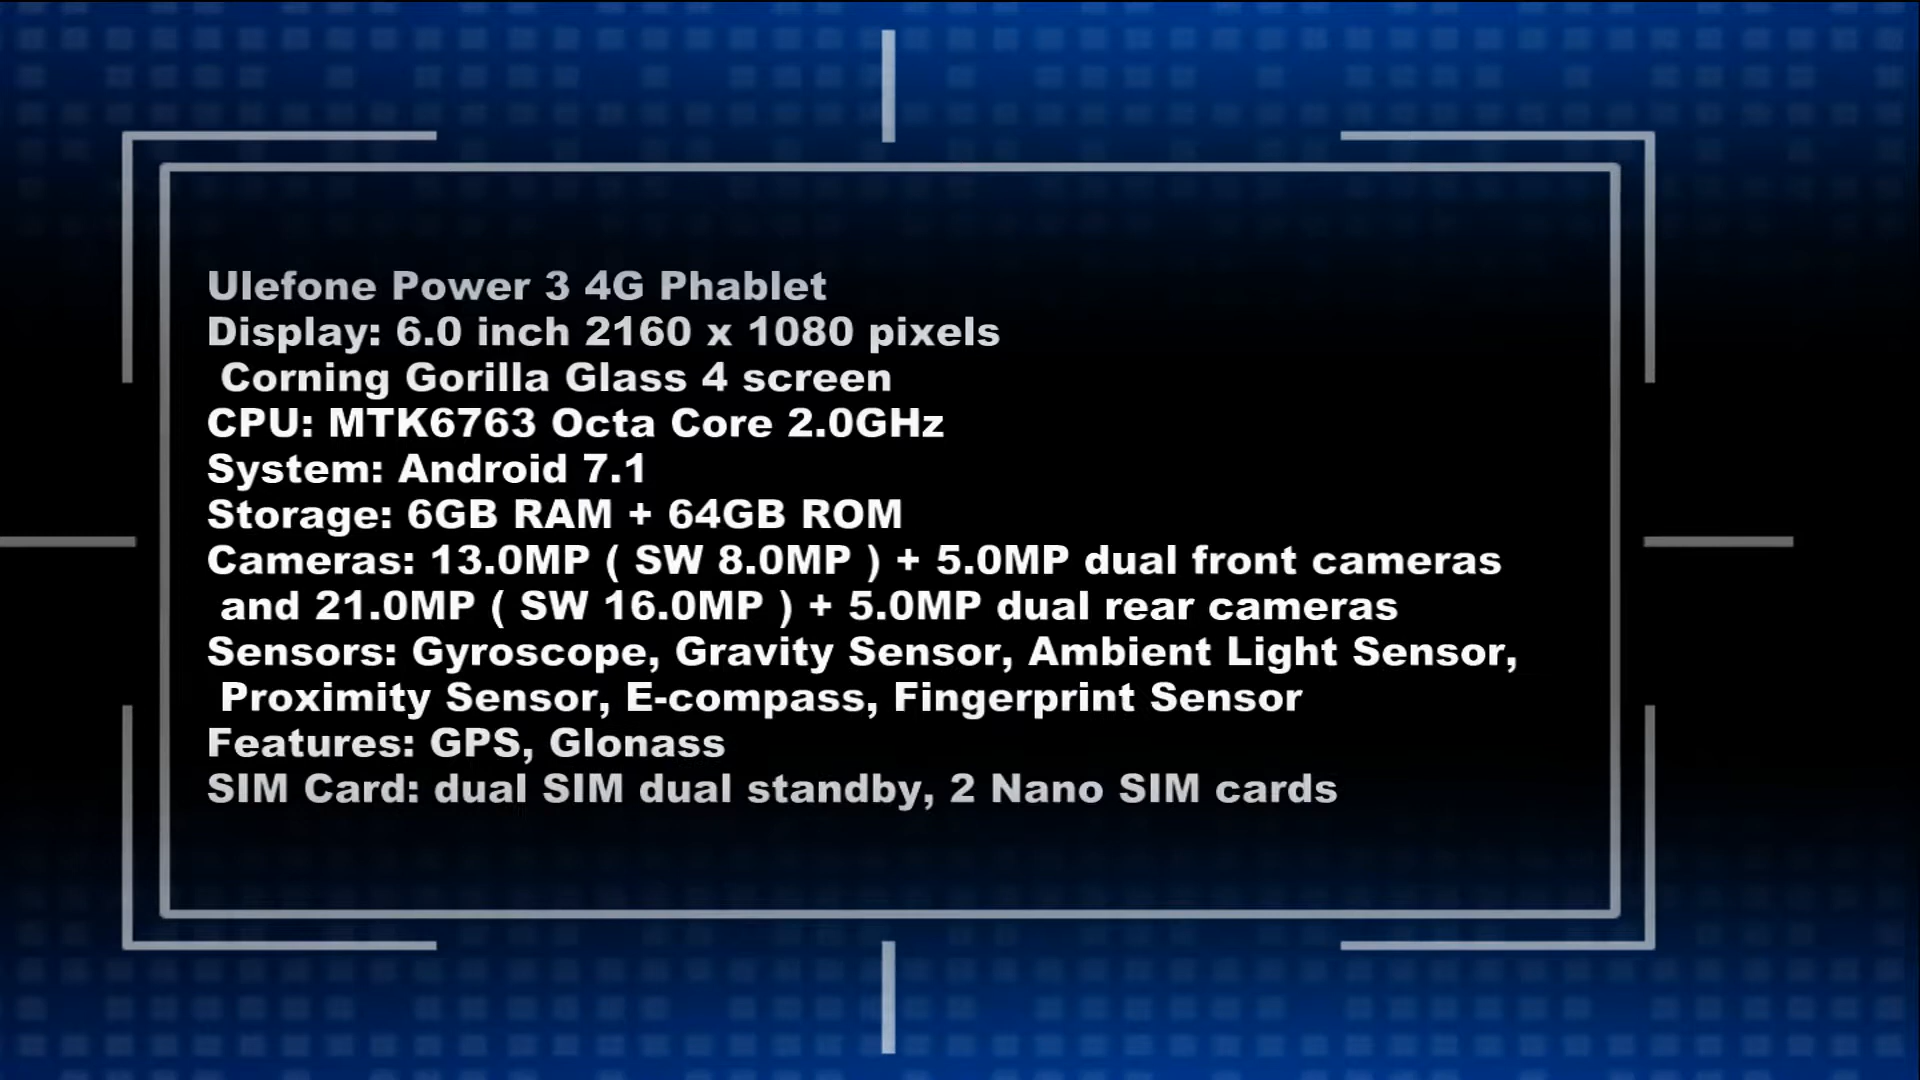 Ulefone Power 3 4G Phablet
Display: 6.0 inch 2160 x 1080 pixels
Corning Gorilla Glass 4 screen
CPU: MTK6763 Octa Core 2.0GHz
System: Android 7.1
Storage: 6GB RAM + 64GB ROM
Cameras: 13.0MP ( SW 8.0MP ) + 5.0MP dual front cameras
and 21.0MP ( SW 16.0MP ) + 5.0MP dual rear cameras
Sensors: Gyroscope, Gravity Sensor, Ambient Light Sensor,
Proximity Sensor, E-compass, Fingerprint Sensor
Features: GPS, Glonass
SIM Card: dual SIM dual standby, 2 Nano SIM cards